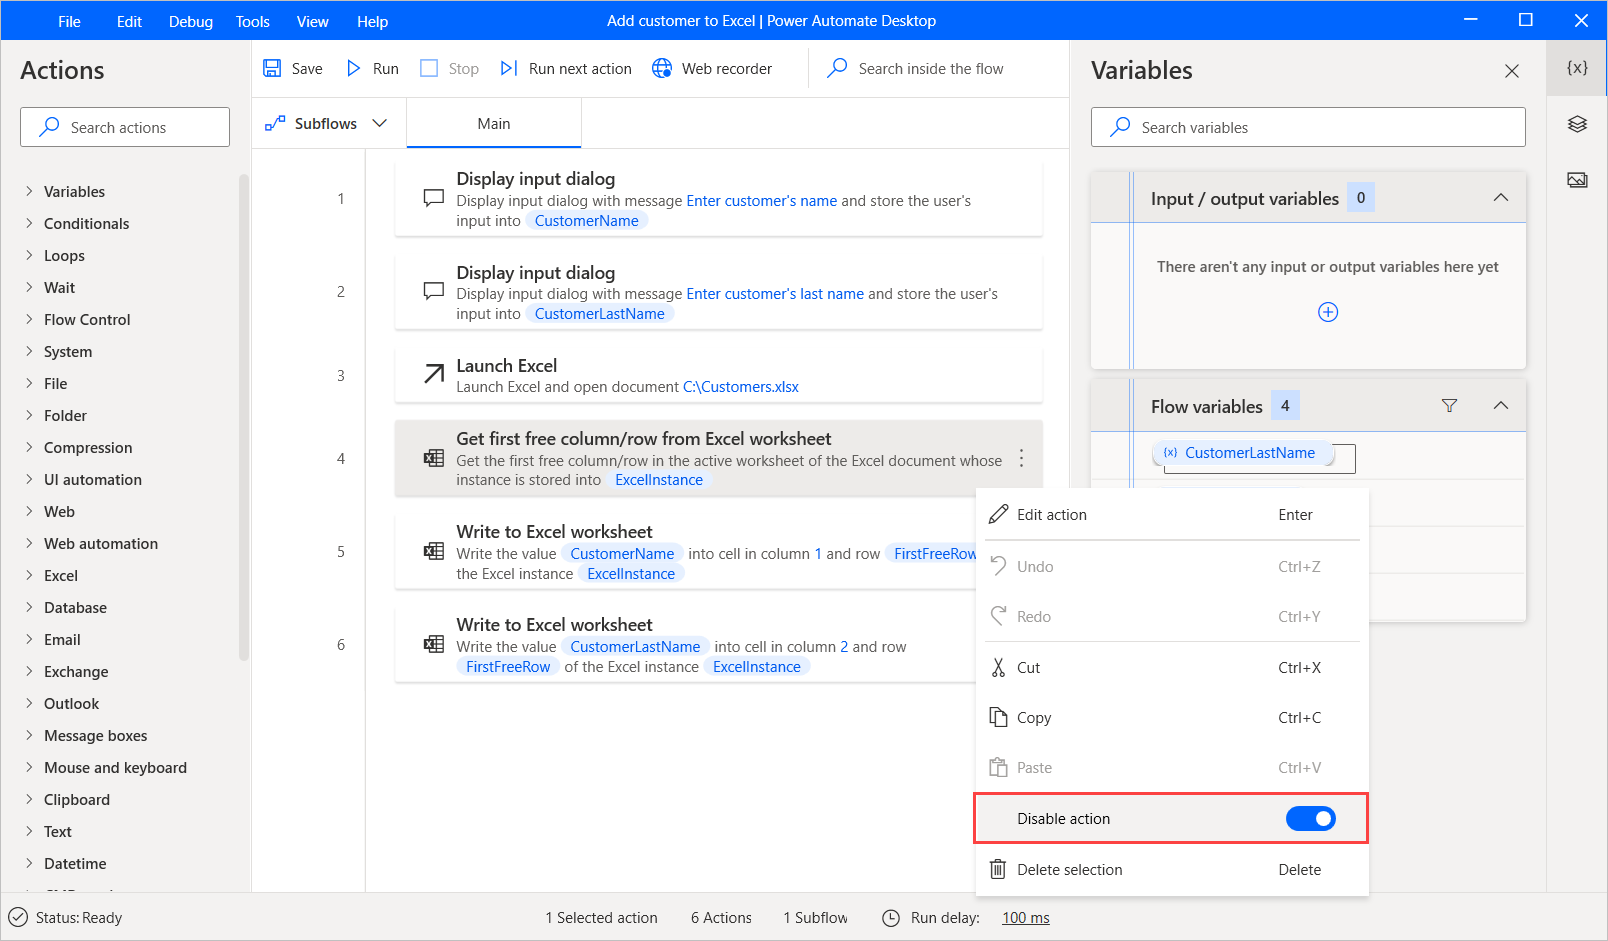 File Edit Debug Tools View Help Add customer to Excel | Power Automate Desktop
Actions
Search actions
Variables
Conditionals
Loops
Wait
Flow Control
System
File
Folder
Compression
UI automation
Web
Web automation
Excel
Database
Email
Exchange
Outlook
Message boxes
Mouse and keyboard
Clipboard
Text
Datetime
Save Run Stop Run next action Web recorder Search inside the flow
Subflows Main
1 Display input dialog
Display input dialog with message Enter customer's name and store the user's
input into CustomerName
2 Display input dialog
Display input dialog with message Enter customer's last name and store the user's
input into CustomerLastName
3 Launch Excel
Launch Excel and open document C:\Customers.xlsx
4 Get first free column/row from Excel worksheet
Get the first free column/row in the active worksheet of the Excel document whose
instance is stored into ExcelInstance
5 Write to Excel worksheet
Write the value CustomerName into cell in column 1 and row FirstFreeRow
the Excel instance ExcelInstance
6 Write to Excel worksheet
Write the value CustomerLastName into cell in column 2 and row
FirstFreeRow of the Excel instance ExcelInstance
Variables
{x}
Search variables
Input / output variables 0
There aren't any input or output variables here yet
Flow variables 4
{x} CustomerLastName
Edit action Enter
Undo Ctrl+Z
Redo Ctrl+Y
Cut Ctrl+X
Copy Ctrl+C
Paste Ctrl+V
Disable action
Delete selection Delete
Status: Ready 1 Selected action 6 Actions 1 Subflow Run delay: 100 ms